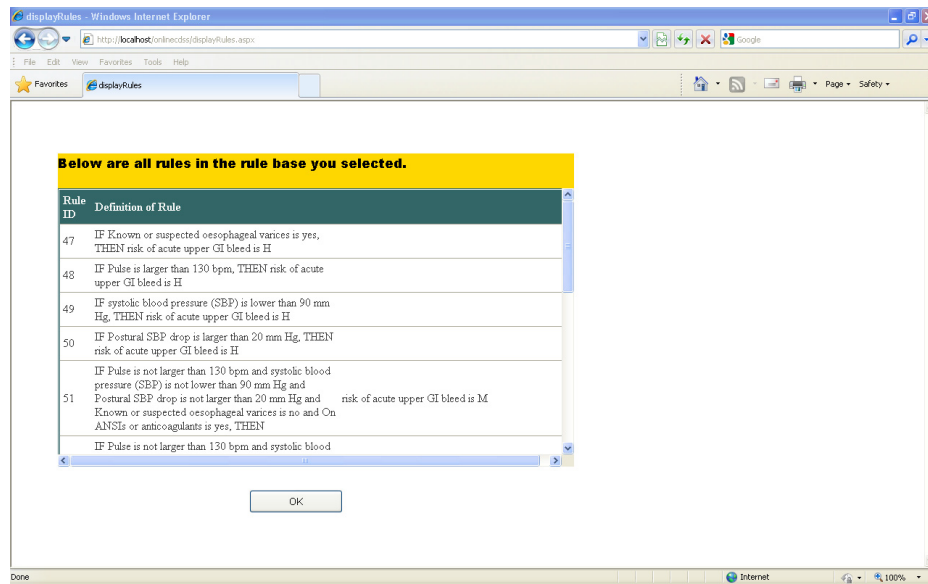 displayRules - Windows Internet Explorer
http://localhost/onlinecdss/displayRules.aspx
Google
File Edit View Favorites Tools Help
Favorites
displayRules
Page
Safety
Below are all rules in the rule base you selected.
Rule
ID
Definition of Rule
47
IF Known or suspected oesophageal varices is yes,
THEN risk of acute upper GI bleed is H
48
IF Pulse is larger than 130 bpm, THEN risk of acute
upper GI bleed is H
49
IF systolic blood pressure (SBP) is lower than 90 mm
Hg, THEN risk of acute upper GI bleed is H
50
IF Postural SBP drop is larger than 20 mm Hg, THEN
risk of acute upper GI bleed is H
51
IF Pulse is not larger than 130 bpm and systolic blood
pressure (SBP) is not lower than 90 mm Hg and
Postural SBP drop is not larger than 20 mm Hg and
Known or suspected oesophageal varices is no and On
ANSIs or anticoagulants is yes, THEN
risk of acute upper GI bleed is M
IF Pulse is not larger than 130 bpm and systolic blood
OK
Done
Internet
100%